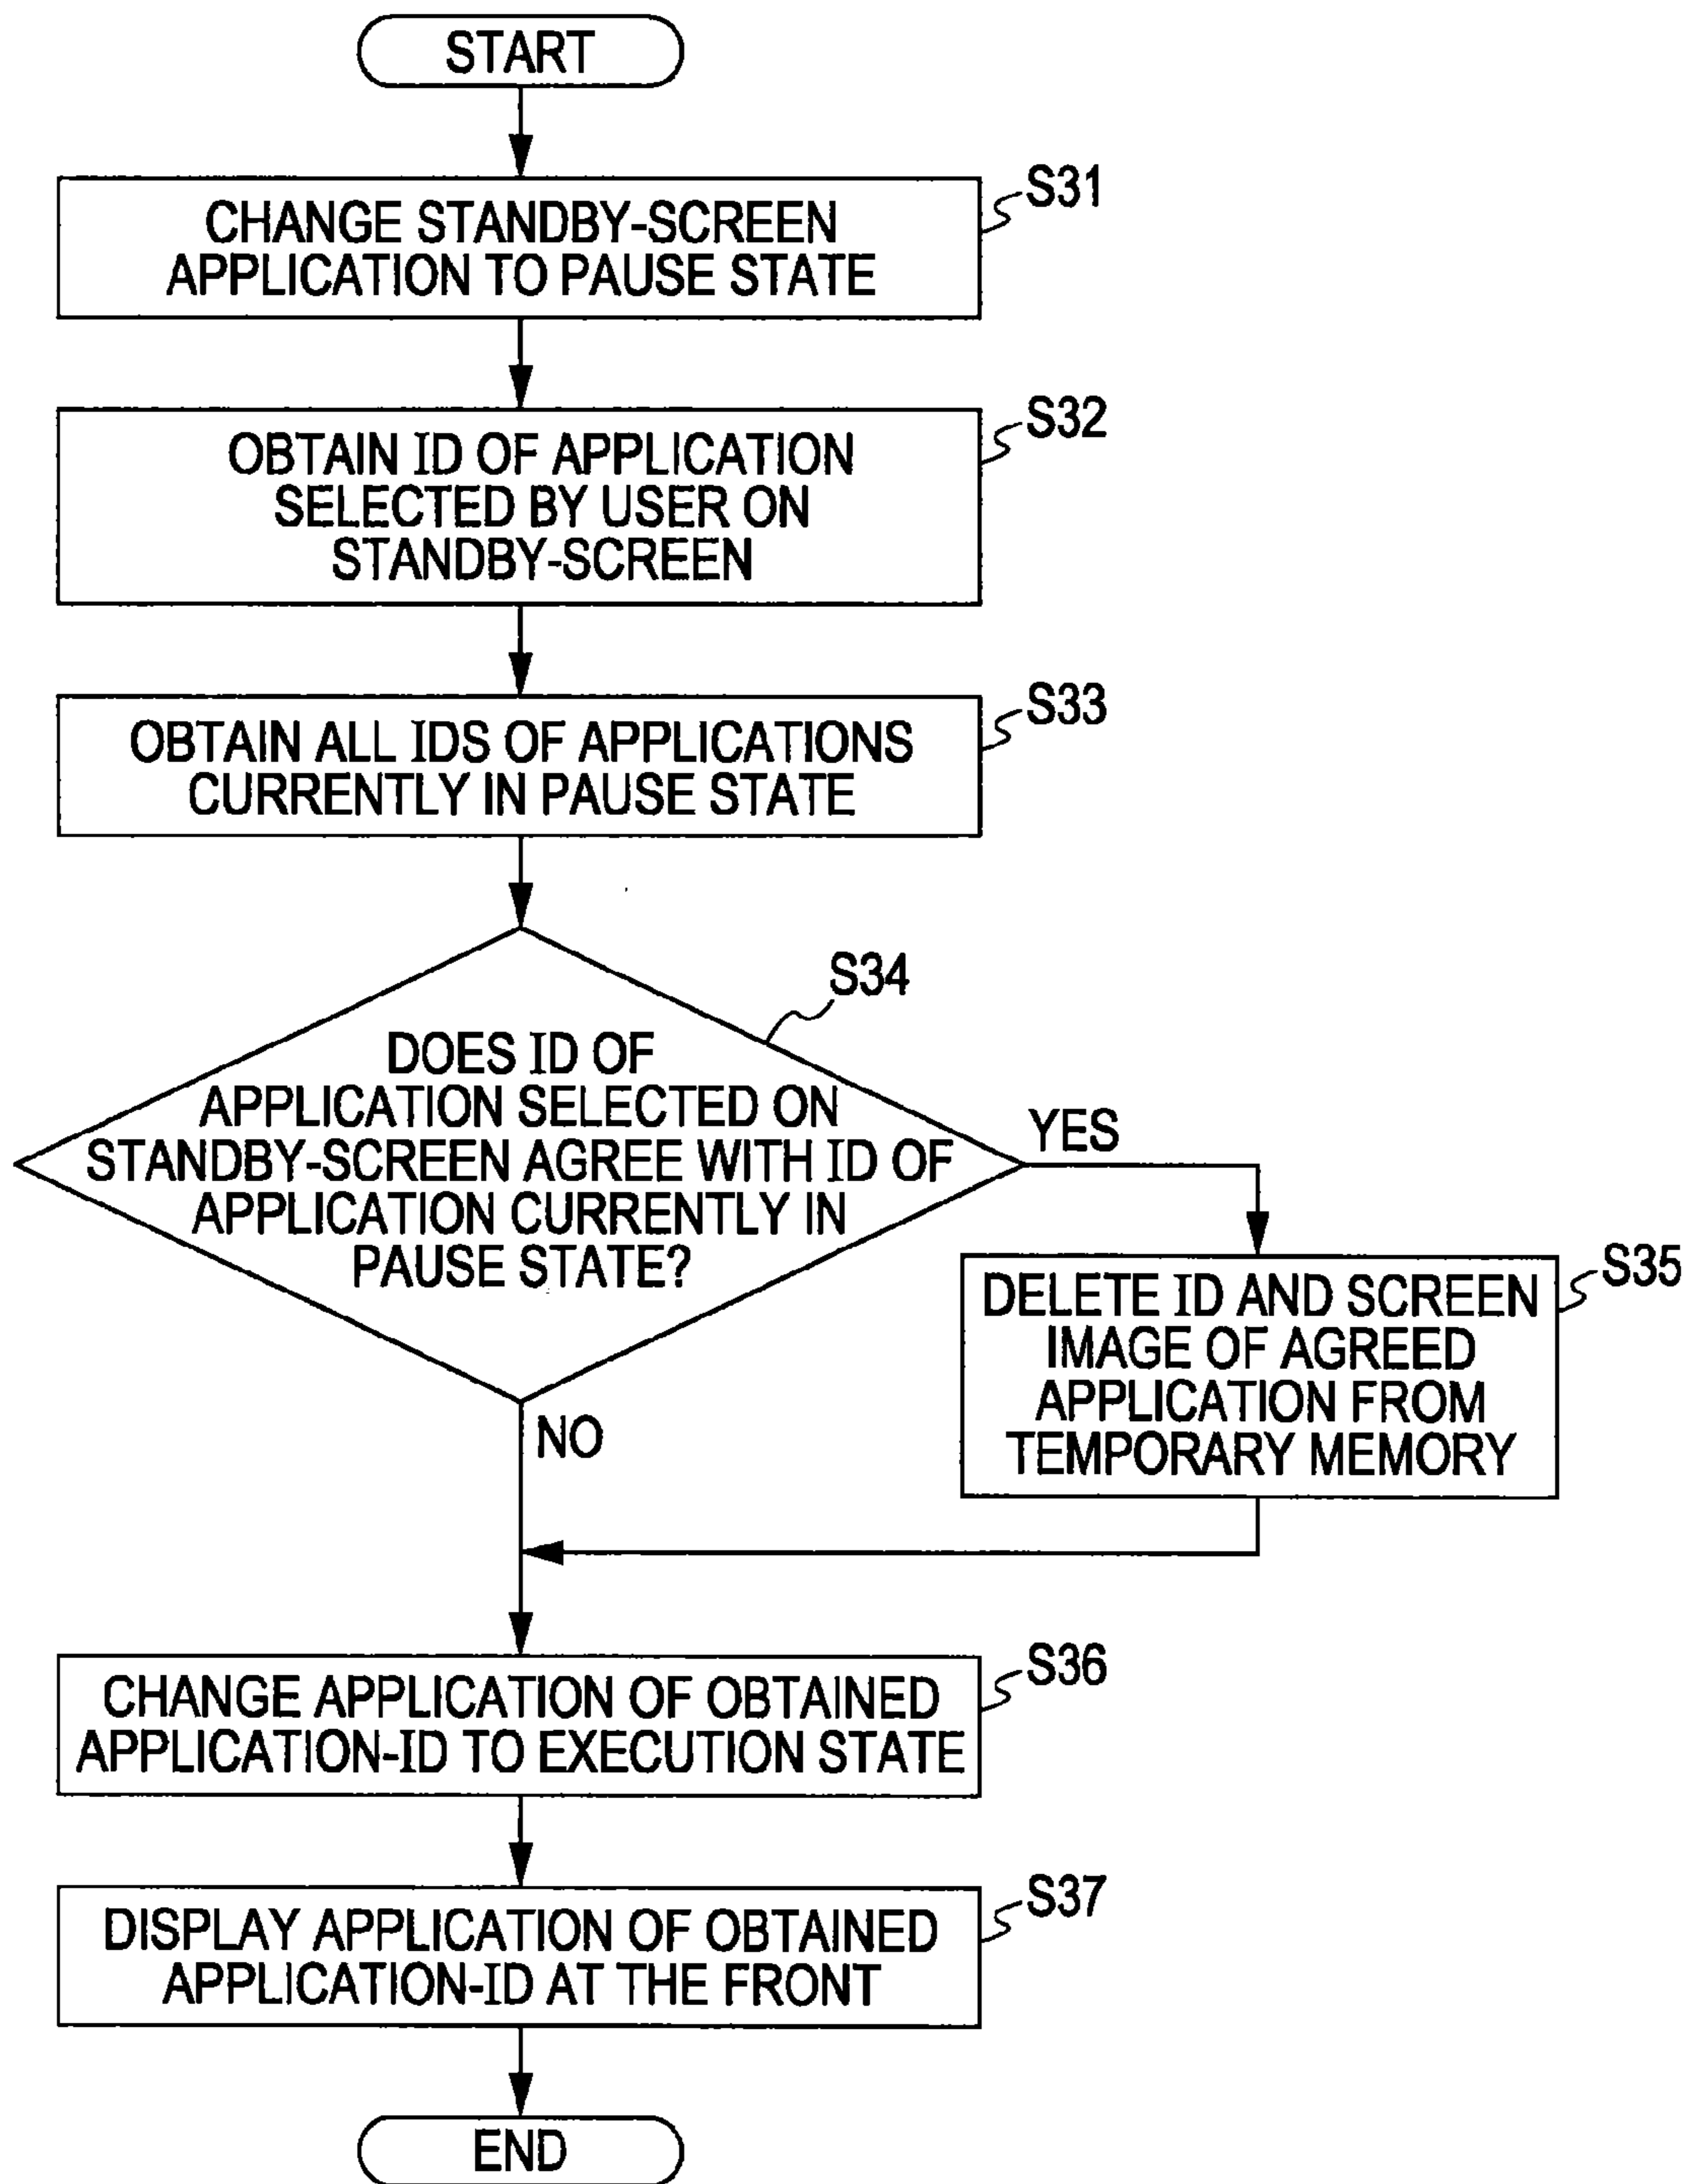 START
S31
CHANGE STANDBY-SCREEN
APPLICATION TO PAUSE STATE
S32
OBTAIN ID OF APPLICATION
SELECTED BY USER ON
STANDBY-SCREEN
S33
OBTAIN ALL IDS OF APPLICATIONS
CURRENTLY IN PAUSE STATE
S34
DOES ID OF
APPLICATION SELECTED ON
STANDBY-SCREEN AGREE WITH ID OF
APPLICATION CURRENTLY IN
PAUSE STATE?
YES
S35
DELETE ID AND SCREEN
IMAGE OF AGREED
APPLICATION FROM
TEMPORARY MEMORY
NO
S36
CHANGE APPLICATION OF OBTAINED
APPLICATION-ID TO EXECUTION STATE
S37
DISPLAY APPLICATION OF OBTAINED
APPLICATION-ID AT THE FRONT
END